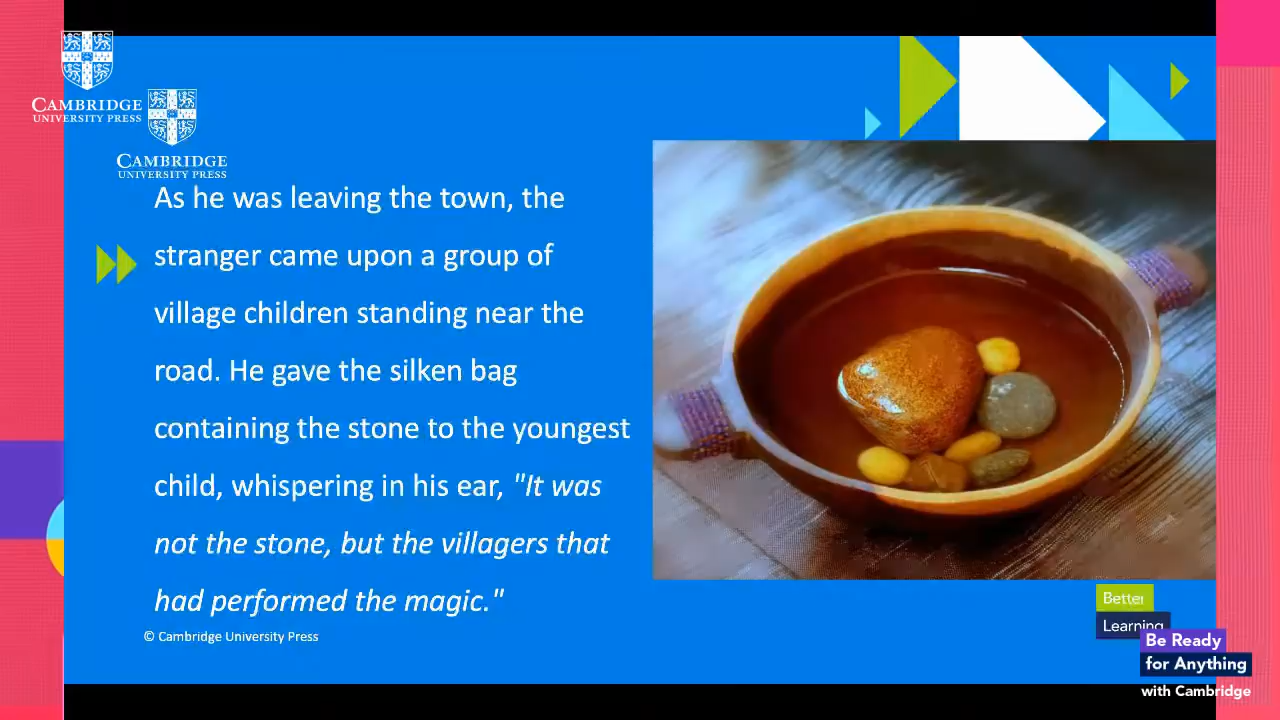 CAMBRIDGE
UNIVERSITY PRESS
CAMBRIDGE
UNIVERSITY PRESS
As he was leaving the town, the
stranger came upon a group of
village children standing near the
road. He gave the silken bag
containing the stone to the youngest
child, whispering in his ear, "It was
not the stone, but the villagers that
had performed the magic."
© Cambridge University Press
Better
Learning
Be Ready
for Anything
with Cambridge